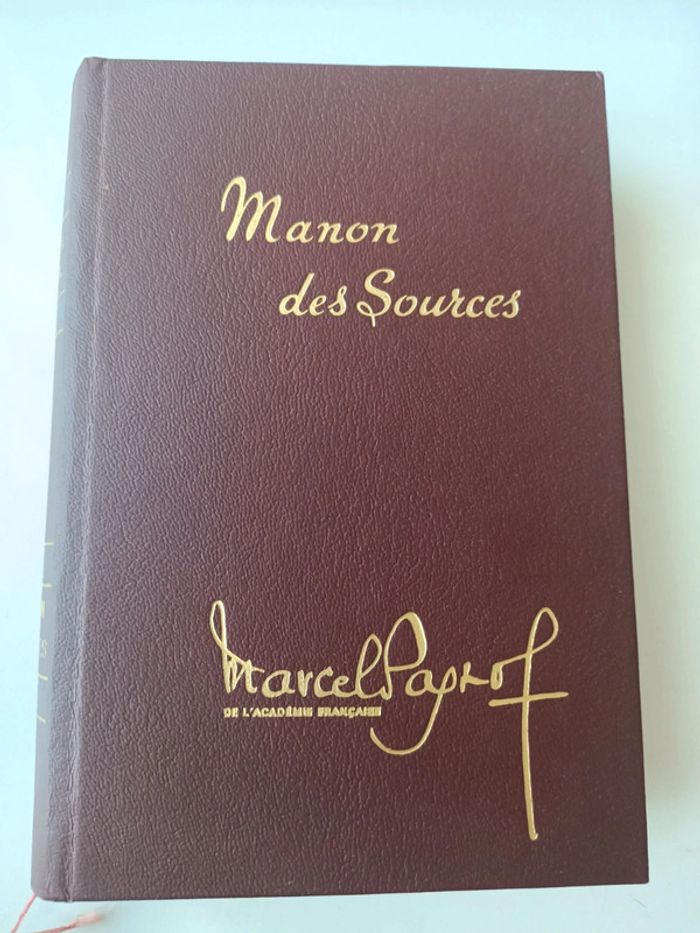 Manon
des Sources
Marcel Pagnol
DE L'ACADÉMIE FRANÇAISE